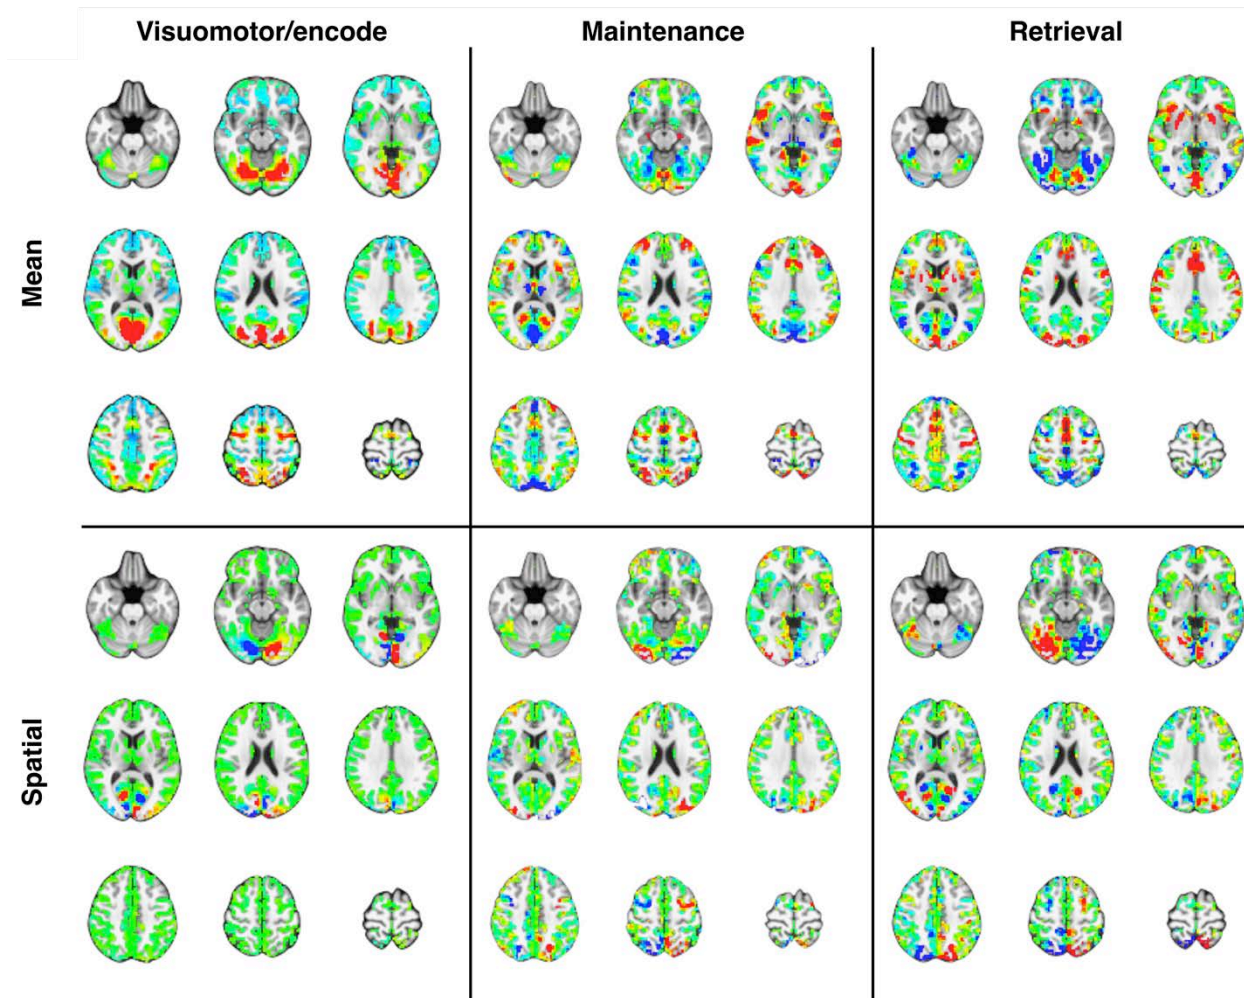 Visuomotor/encode
Maintenance
Retrieval
Mean
Spatial